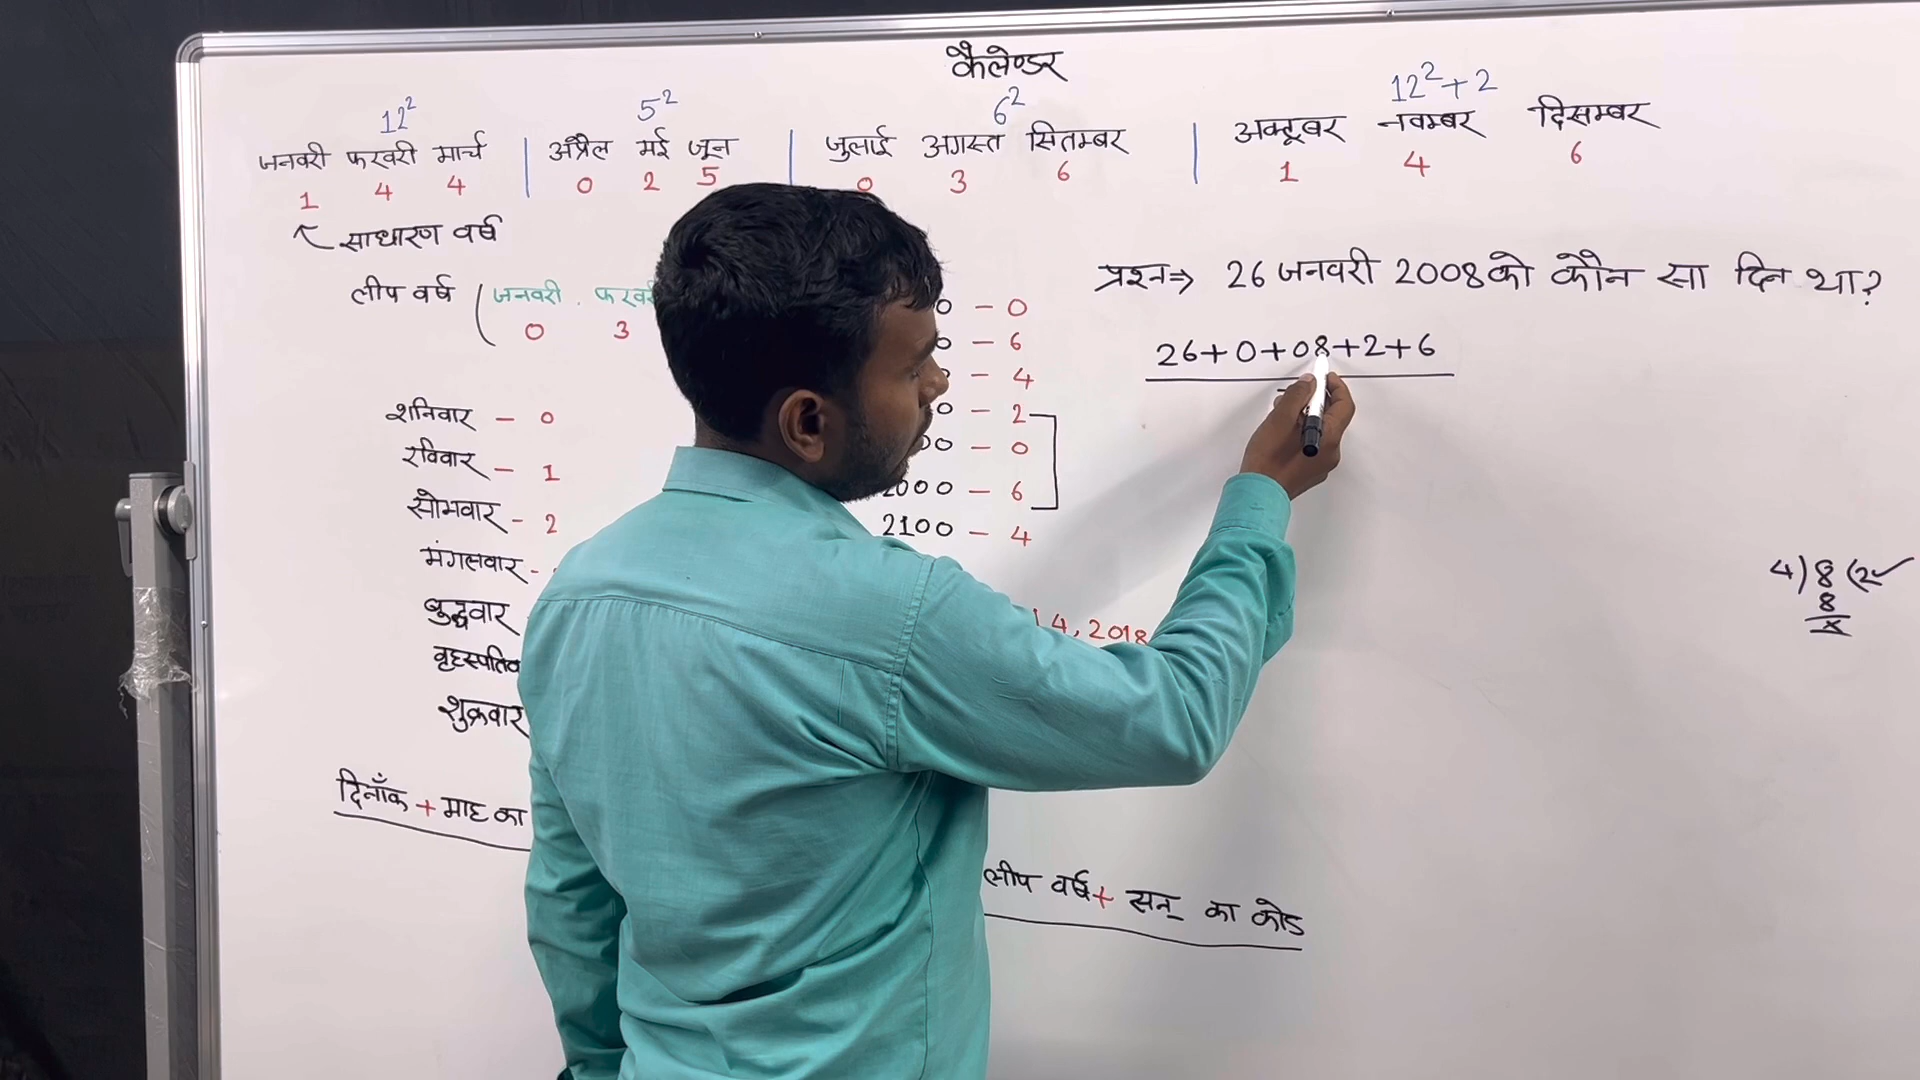 कैलेण्डर
12² 5² 6² 12²+2
जनवरी फरवरी मार्च | अप्रैल मई जून | जुलाई अगस्त सितम्बर | अक्टूबर नवम्बर दिसम्बर
1 4 4 0 2 5 0 3 6 1 4 6
साधारण वर्ष
लीप वर्ष ( जनवरी . फरवरी
0 3
0 - 0
0 - 6
- 4
0 - 2
00 - 0
2000 - 6
2100 - 4
शनिवार - 0
रविवार - 1
सोमवार - 2
मंगलवार -
बुद्धवार
वृहस्पतिव
शुक्रवार
14, 2018
दिनाँक + माह का
लीप वर्ष + सन् का कोड
प्रश्न⇒ 26 जनवरी 2008 को कौन सा दिन था?
26+0+08+2+6
4)8(2✓
8
x